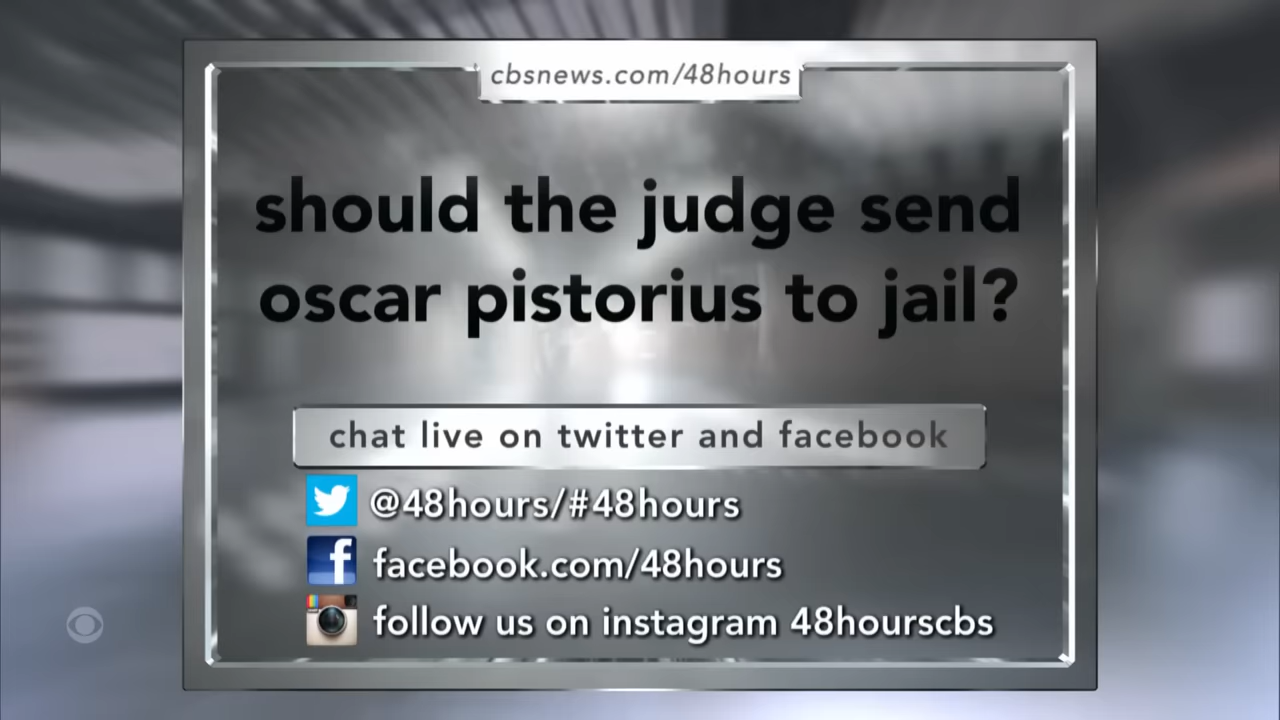 cbsnews.com/48hours
should the judge send
oscar pistorius to jail?
chat live on twitter and facebook
@48hours/#48hours
facebook.com/48hours
follow us on instagram 48hourscbs